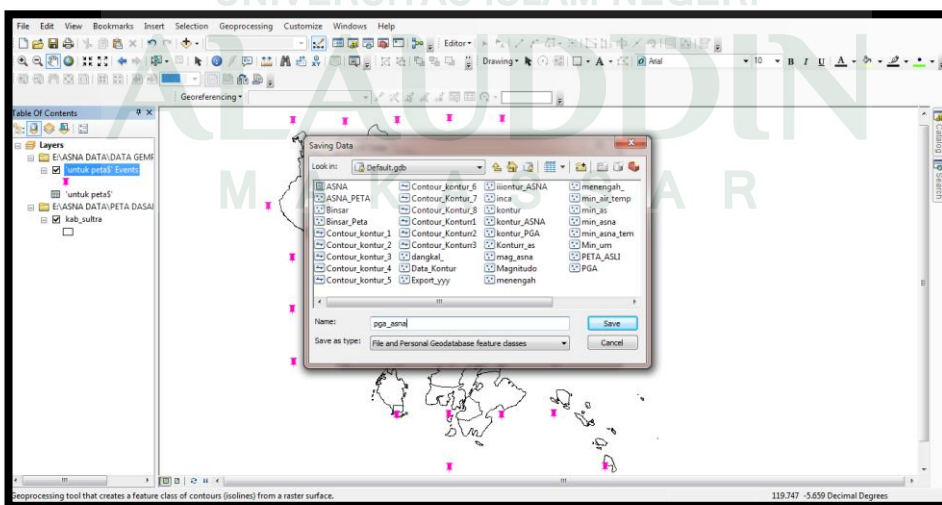 UNIVERSITAS ISLAM NEGERI
File Edit View Bookmarks Insert Selection Geoprocessing Customize Windows Help
Editor
Drawing A Arial 10 B I U A
Georeferencing
ALAUDDIN
MAKASSAR
Table Of Contents
Layers
E:\ASNA DATA\DATA GEMP
'untuk peta$' Events
'untuk peta$'
E:\ASNA DATA\PETA DASAI
kab_sultra
Saving Data
Look in: Default.gdb
ASNA Contour_kontur_6 menengah_
ASNA_PETA Contour_kontur_7 inca min_air_temp
Binsar Contour_kontur_8 kontur min_as
Binsar_Peta Contour_Konturr1 kontur_ASNA min_asna
Contour_kontur_1 Contour_Konturr2 kontur_PGA min_asna_tem
Contour_kontur_2 Contour_Konturr3 Konturr_as Min_um
Contour_kontur_3 dangkal_ mag_asna PETA_ASLI
Contour_kontur_4 Data_Kontur Magnitudo PGA
Contour_kontur_5 Export_yyy menengah
Name: pga_asna
Save
Save as type: File and Personal Geodatabase feature classes
Cancel
Catalog
Search
Geoprocessing tool that creates a feature class of contours (isolines) from a raster surface.
119.747 -5.659 Decimal Degrees